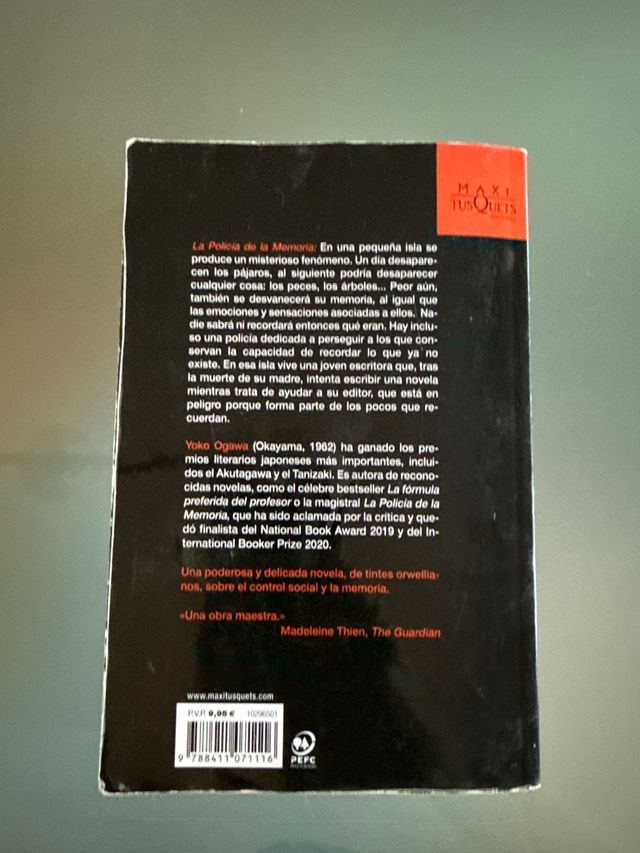 MAXI
TUSQUETS
La Policía de la Memoria: En una pequeña isla se
produce un misterioso fenómeno. Un día desapare-
cen los pájaros, al siguiente podría desaparecer
cualquier cosa: los peces, los árboles... Peor aún,
también se desvanecerá su memoria, al igual que
las emociones y sensaciones asociadas a ellos. Na-
die sabrá ni recordará entonces qué eran. Hay inclu-
so una policía dedicada a perseguir a los que con-
servan la capacidad de recordar lo que ya no
existe. En esa isla vive una joven escritora que, tras
la muerte de su madre, intenta escribir una novela
mientras trata de ayudar a su editor, que está en
peligro porque forma parte de los pocos que re-
cuerdan.
Yoko Ogawa (Okayama, 1962) ha ganado los pre-
mios literarios japoneses más importantes, inclui-
dos el Akutagawa y el Tanizaki. Es autora de recono-
cidas novelas, como el célebre bestseller La fórmula
preferida del profesor o la magistral La Policía de la
Memoria, que ha sido aclamada por la crítica y que-
dó finalista del National Book Award 2019 y del In-
ternational Booker Prize 2020.
Una poderosa y delicada novela, de tintes orwellia-
nos, sobre el control social y la memoria.
«Una obra maestra.»
Madeleine Thien, The Guardian
www.maxitusquets.com
P.V.P. 9,95 € 10296501
9 788411 071116
PEFC